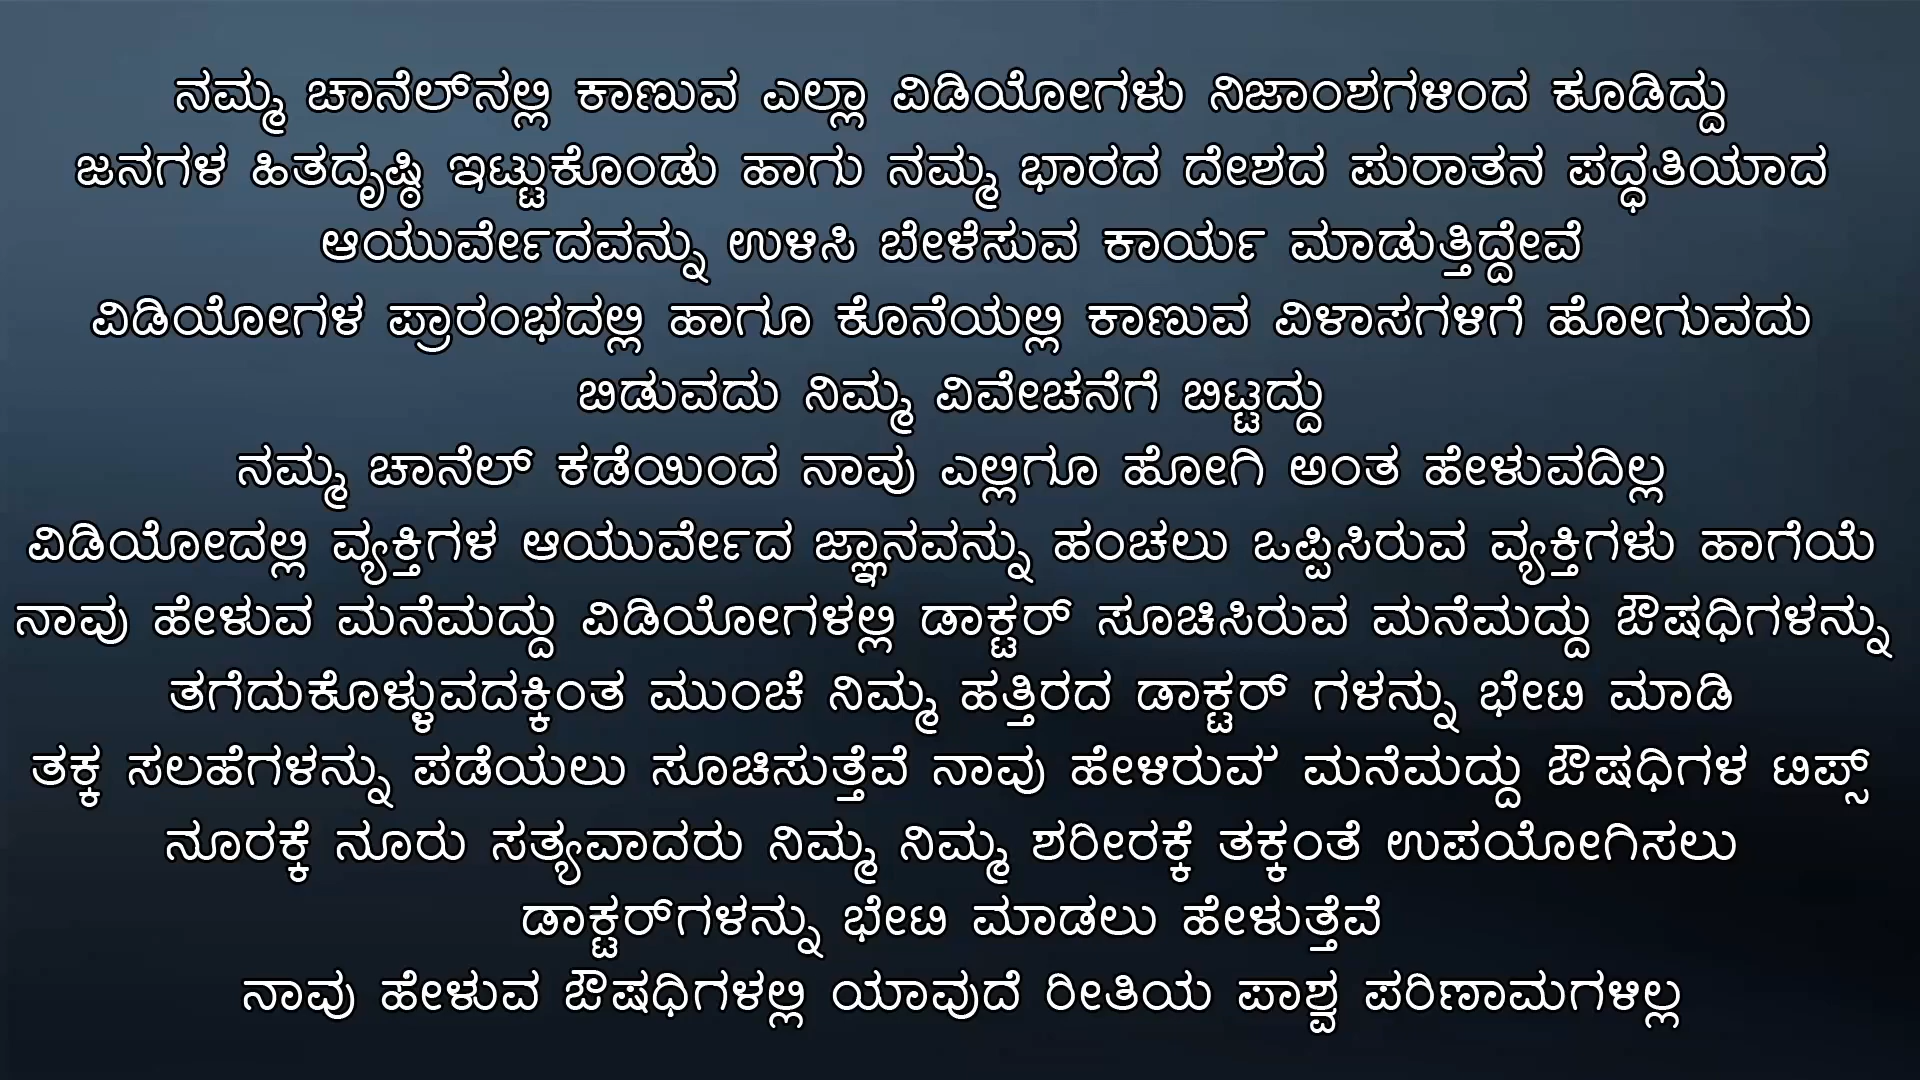 ನಮ್ಮ ಚಾನೆಲ್‌ನಲ್ಲಿ ಕಾಣುವ ಎಲ್ಲಾ ವಿಡಿಯೋಗಳು ನಿಜಾಂಶಗಳಿಂದ ಕೂಡಿದ್ದು
ಜನಗಳ ಹಿತದೃಷ್ಠಿ ಇಟ್ಟುಕೊಂಡು ಹಾಗು ನಮ್ಮ ಭಾರದ ದೇಶದ ಪುರಾತನ ಪದ್ಧತಿಯಾದ
ಆಯುರ್ವೇದವನ್ನು ಉಳಿಸಿ ಬೇಳೆಸುವ ಕಾರ್ಯ ಮಾಡುತ್ತಿದ್ದೇವೆ
ವಿಡಿಯೋಗಳ ಪ್ರಾರಂಭದಲ್ಲಿ ಹಾಗೂ ಕೊನೆಯಲ್ಲಿ ಕಾಣುವ ವಿಳಾಸಗಳಿಗೆ ಹೋಗುವದು
ಬಿಡುವದು ನಿಮ್ಮ ವಿವೇಚನೆಗೆ ಬಿಟ್ಟದ್ದು
ನಮ್ಮ ಚಾನೆಲ್ ಕಡೆಯಿಂದ ನಾವು ಎಲ್ಲಿಗೂ ಹೋಗಿ ಅಂತ ಹೇಳುವದಿಲ್ಲ
ವಿಡಿಯೋದಲ್ಲಿ ವ್ಯಕ್ತಿಗಳ ಆಯುರ್ವೇದ ಜ್ಞಾನವನ್ನು ಹಂಚಲು ಒಪ್ಪಿಸಿರುವ ವ್ಯಕ್ತಿಗಳು ಹಾಗೆಯೆ
ನಾವು ಹೇಳುವ ಮನೆಮದ್ದು ವಿಡಿಯೋಗಳಲ್ಲಿ ಡಾಕ್ಟರ್ ಸೂಚಿಸಿರುವ ಮನೆಮದ್ದು ಔಷಧಿಗಳನ್ನು
ತಗೆದುಕೊಳ್ಳುವದಕ್ಕಿಂತ ಮುಂಚೆ ನಿಮ್ಮ ಹತ್ತಿರದ ಡಾಕ್ಟರ್ ಗಳನ್ನು ಭೇಟಿ ಮಾಡಿ
ತಕ್ಕ ಸಲಹೆಗಳನ್ನು ಪಡೆಯಲು ಸೂಚಿಸುತ್ತೆವೆ ನಾವು ಹೇಳಿರುವ ಮನೆಮದ್ದು ಔಷಧಿಗಳ ಟಿಪ್ಸ್
ನೂರಕ್ಕೆ ನೂರು ಸತ್ಯವಾದರು ನಿಮ್ಮ ನಿಮ್ಮ ಶರೀರಕ್ಕೆ ತಕ್ಕಂತೆ ಉಪಯೋಗಿಸಲು
ಡಾಕ್ಟರ್‌ಗಳನ್ನು ಭೇಟಿ ಮಾಡಲು ಹೇಳುತ್ತೆವೆ
ನಾವು ಹೇಳುವ ಔಷಧಿಗಳಲ್ಲಿ ಯಾವುದೆ ರೀತಿಯ ಪಾಶ್ವ ಪರಿಣಾಮಗಳಿಲ್ಲ